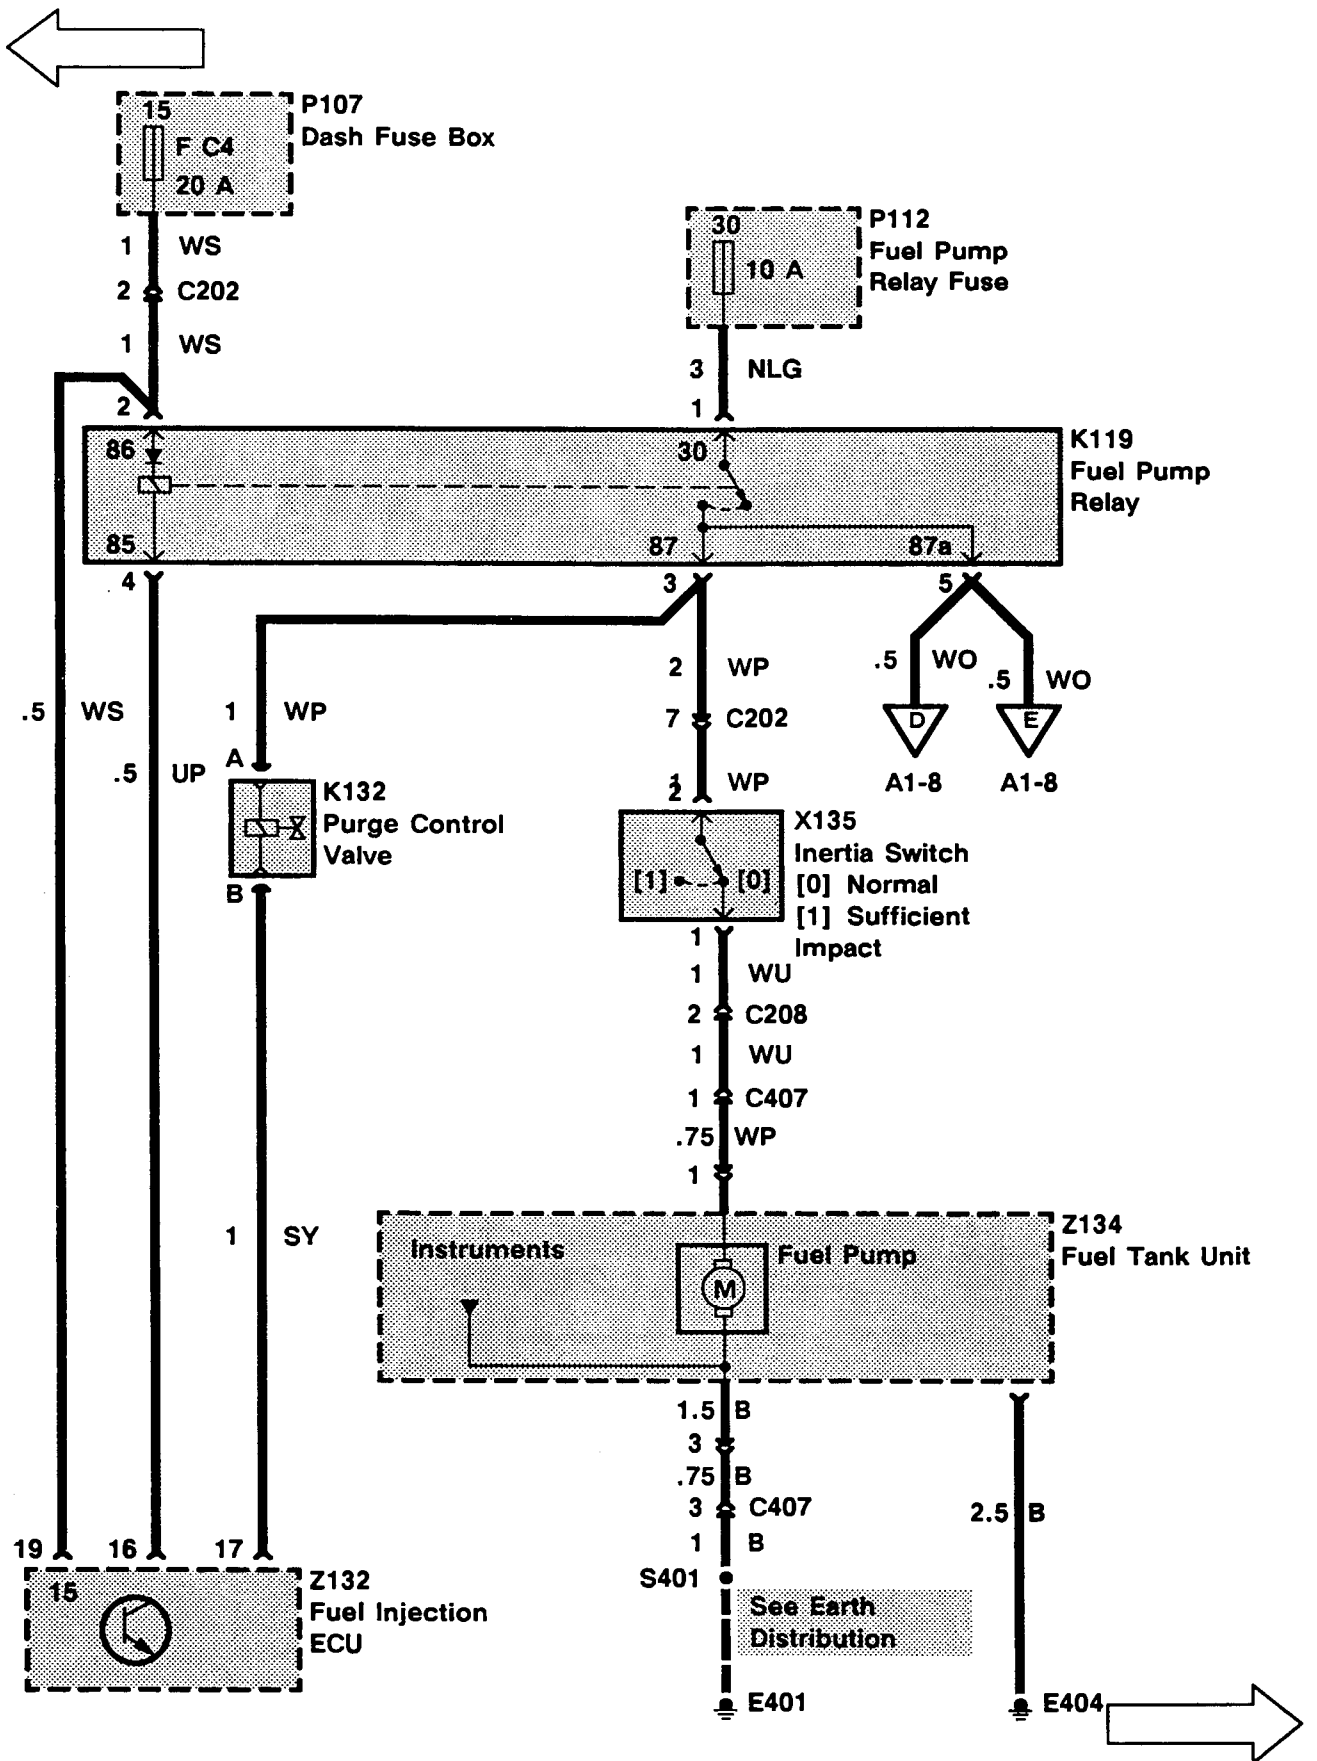 15
F C4
20 A
P107
Dash Fuse Box
1 WS
2 C202
1 WS
2
30
10 A
P112
Fuel Pump
Relay Fuse
3 NLG
1
86
30
85
87
87a
K119
Fuel Pump
Relay
4
3
5
2 WP
7 C202
.5 WO
.5 WO
D
E
A1-8
A1-8
.5 WS
1 WP
.5 UP
A
K132
Purge Control
Valve
B
1 WP
2
X135
Inertia Switch
[0] Normal
[1] Sufficient
Impact
[1]
[0]
1
1 WU
2 C208
1 WU
1 C407
.75 WP
1
1 SY
Instruments
Fuel Pump
M
Z134
Fuel Tank Unit
1.5 B
3
.75 B
3 C407
1 B
S401
See Earth
Distribution
E401
2.5 B
E404
19
16
17
15
Z132
Fuel Injection
ECU